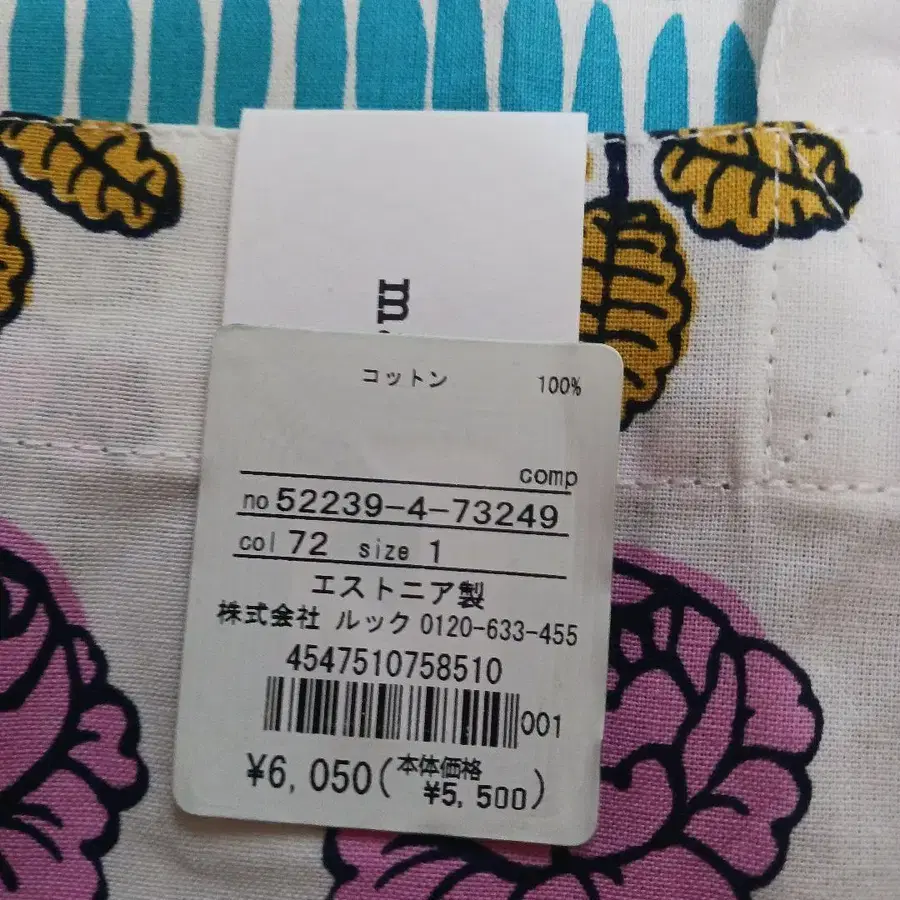 m
コットン 100%
comp
no 52239-4-73249
col 72 size 1
エストニア製
株式会社 ルック 0120-633-455
4547510758510
001
¥6,050(本体価格
¥5,500)